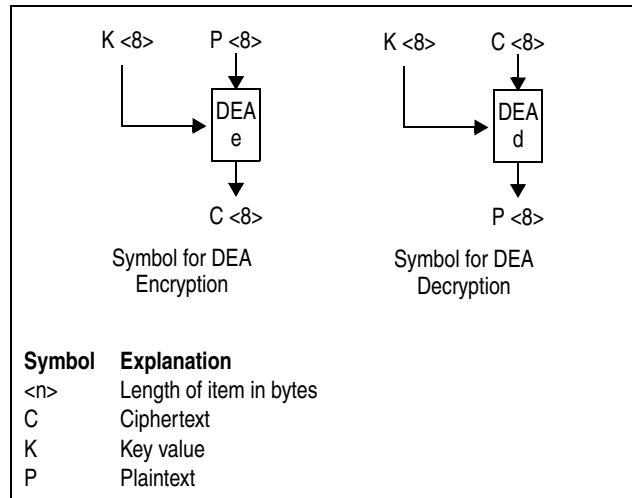 K <8> P <8> K <8> C <8>
DEA DEA
e d
C <8> P <8>
Symbol for DEA Symbol for DEA
Encryption Decryption
Symbol Explanation
<n> Length of item in bytes
C Ciphertext
K Key value
P Plaintext